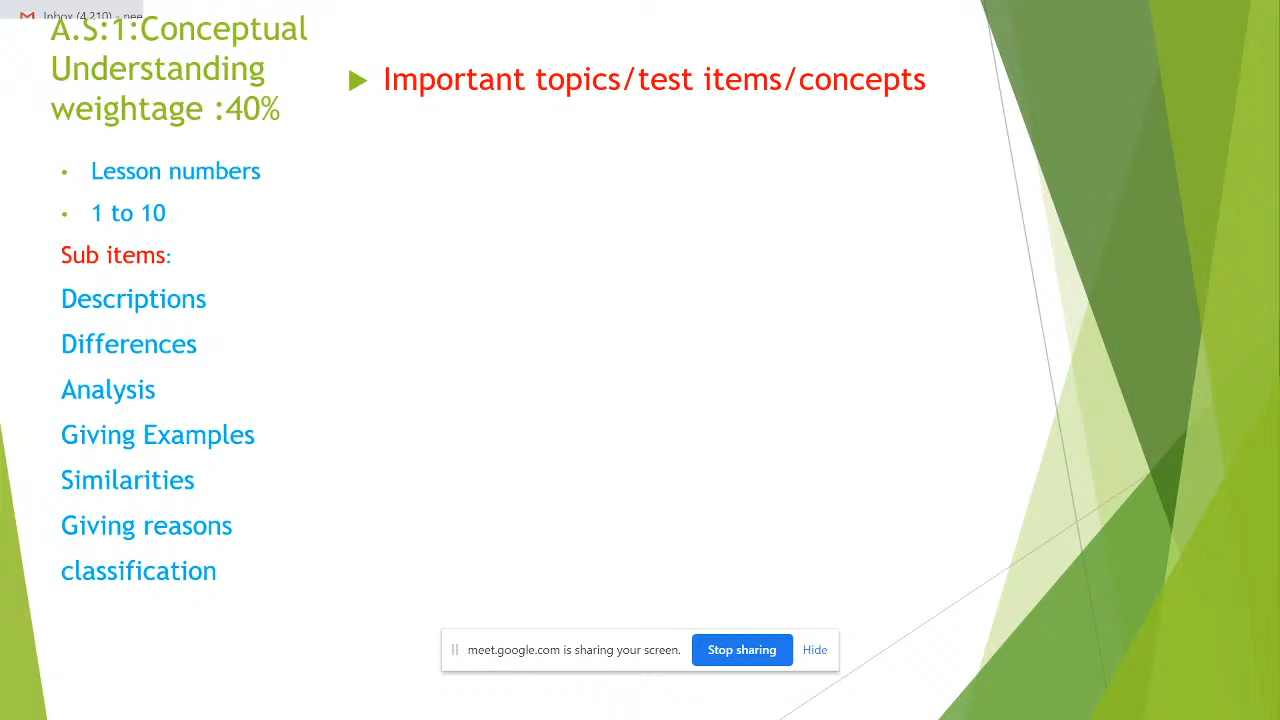 Inbox (4,210) - nee
A.S:1:Conceptual
Understanding
weightage :40%
Important topics/test items/concepts
• Lesson numbers
• 1 to 10
Sub items:
Descriptions
Differences
Analysis
Giving Examples
Similarities
Giving reasons
classification
meet.google.com is sharing your screen. Stop sharing Hide